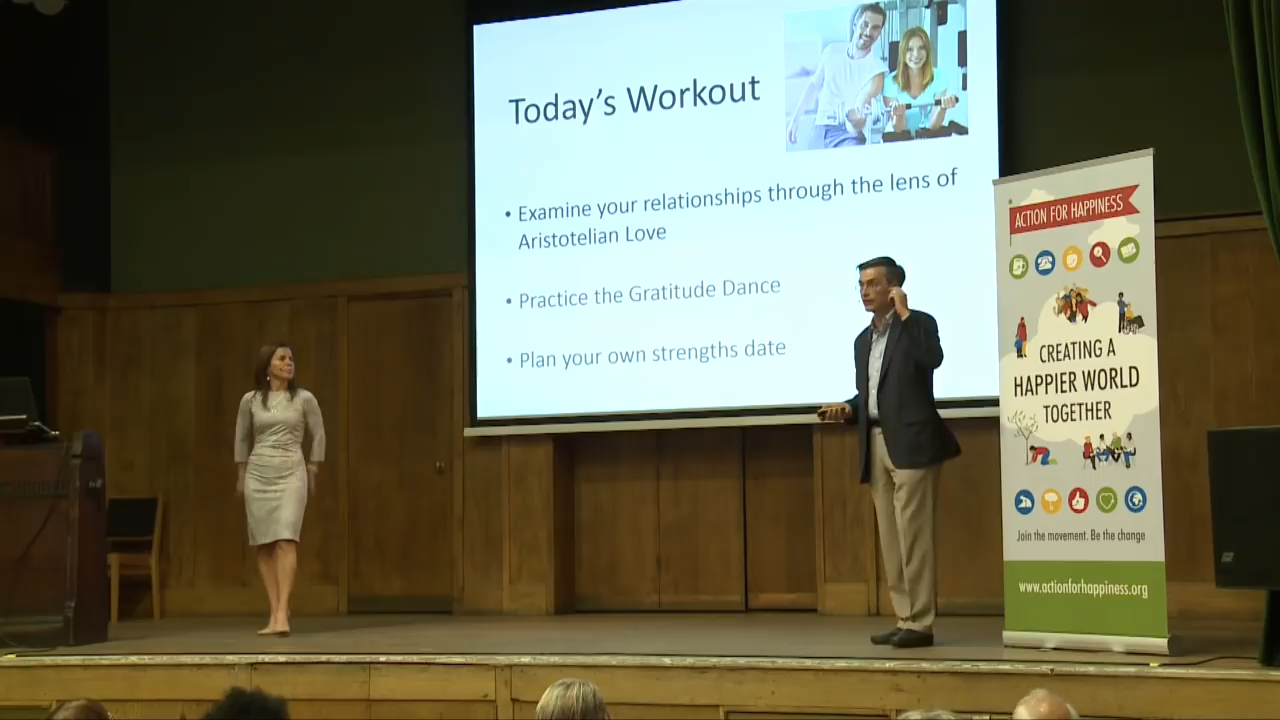 Today's Workout
• Examine your relationships through the lens of
Aristotelian Love
• Practice the Gratitude Dance
• Plan your own strengths date
ACTION FOR HAPPINESS
CREATING A
HAPPIER WORLD
TOGETHER
Join the movement. Be the change
www.actionforhappiness.org